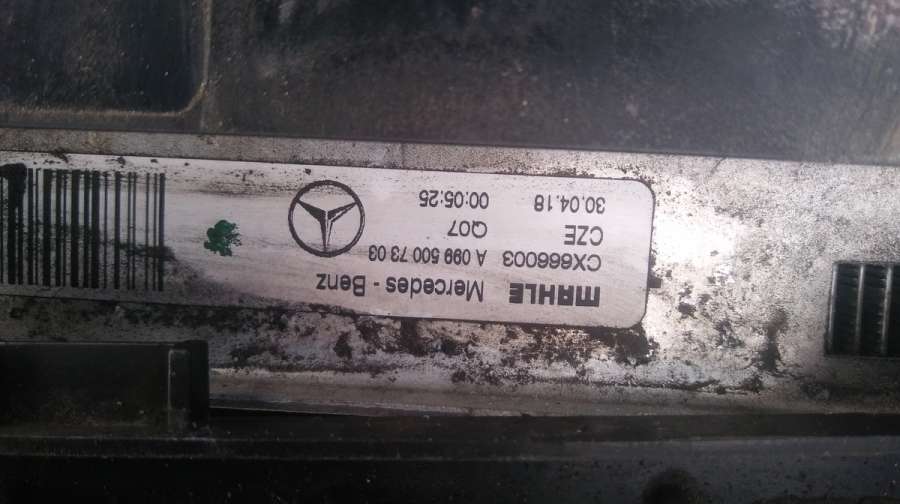 MAHLE Mercedes - Benz
CX666003 A 099 500 73 03
CZE Q07
30.04.18 00:05:25